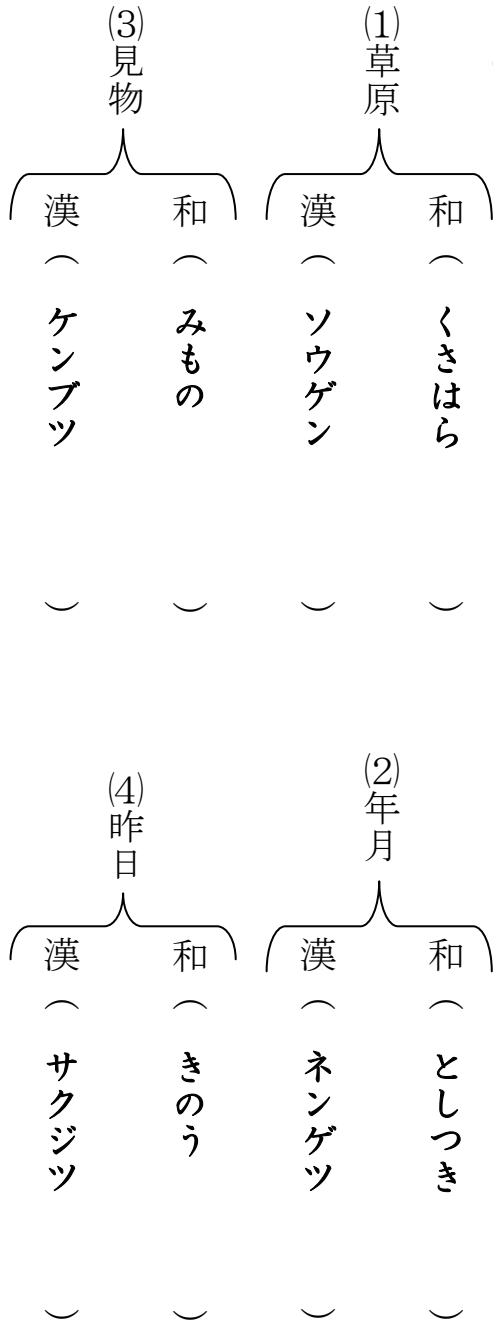 ⑴草原
和（くさはら）
漢（ソウゲン）
⑵年月
和（としつき）
漢（ネンゲツ）
⑶見物
和（みもの）
漢（ケンブツ）
⑷昨日
和（きのう）
漢（サクジツ）